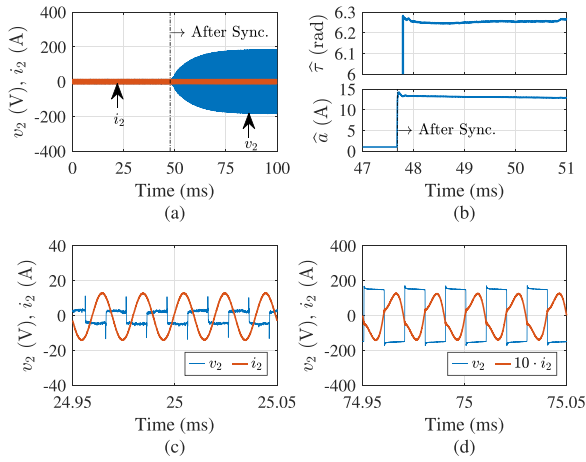 400
200
0
-200
-400
v₂ (V), i₂ (A)
→ After Sync.
i₂
v₂
0 25 50 75 100
Time (ms)
(a)
6.3
6.2
6.1
6
τ̂ (rad)
15
10
5
0
â (A)
→ After Sync.
47 48 49 50 51
Time (ms)
(b)
40
20
0
-20
-40
v₂ (V), i₂ (A)
v₂ i₂
24.95 25 25.05
Time (ms)
(c)
400
200
0
-200
-400
v₂ (V), i₂ (A)
v₂ 10 · i₂
74.95 75 75.05
Time (ms)
(d)